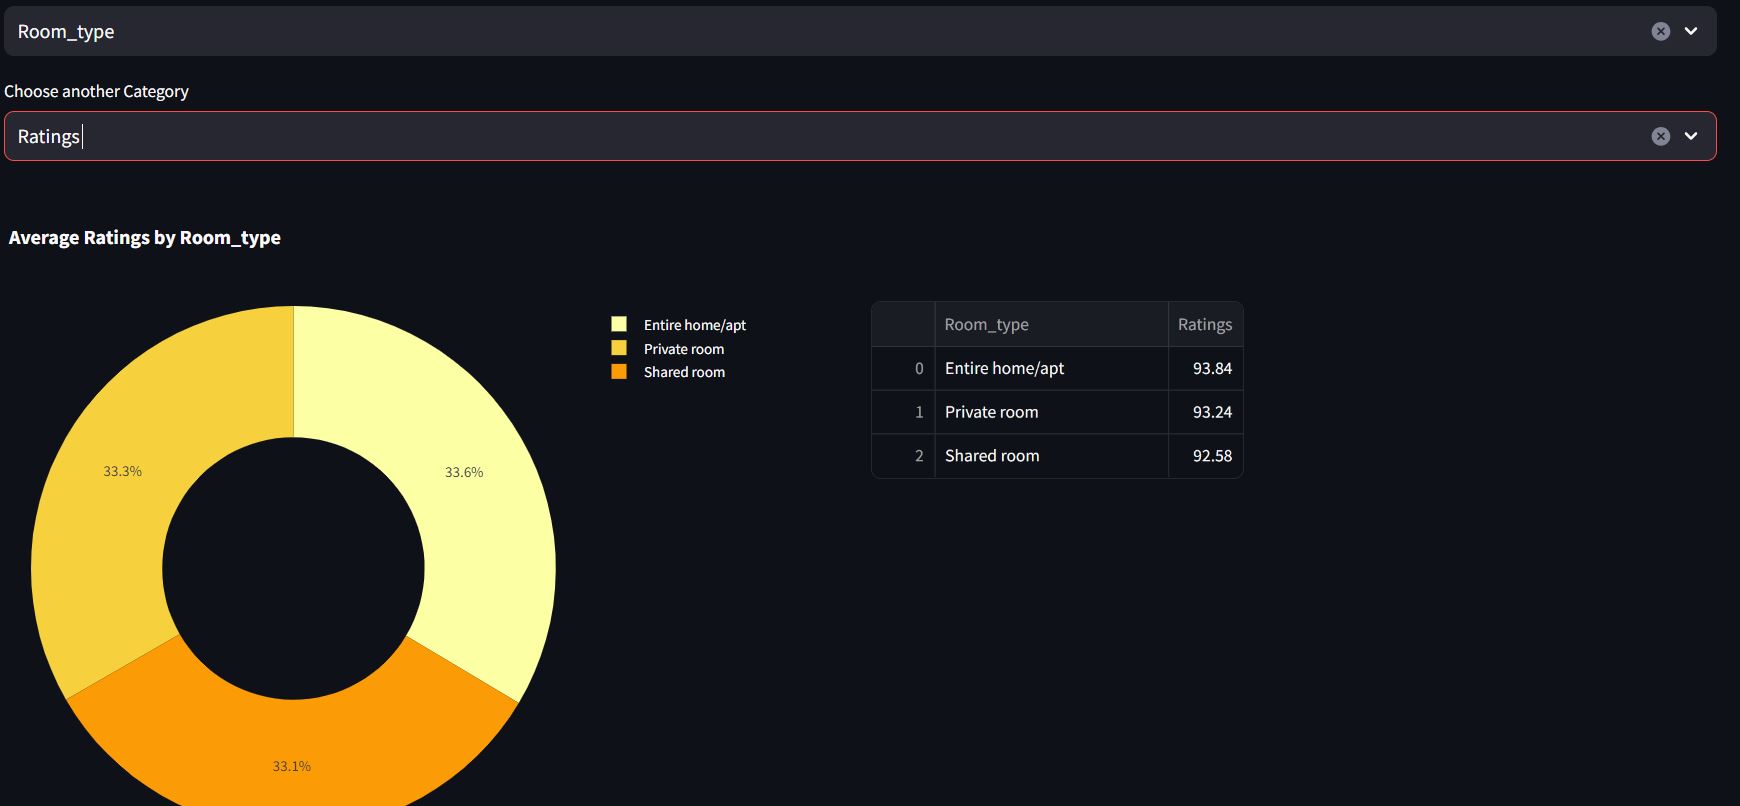 Room_type
Choose another Category
Ratings
Average Ratings by Room_type
Entire home/apt
Private room
Shared room
33.3%
33.6%
33.1%
Room_type Ratings
0 Entire home/apt 93.84
1 Private room 93.24
2 Shared room 92.58